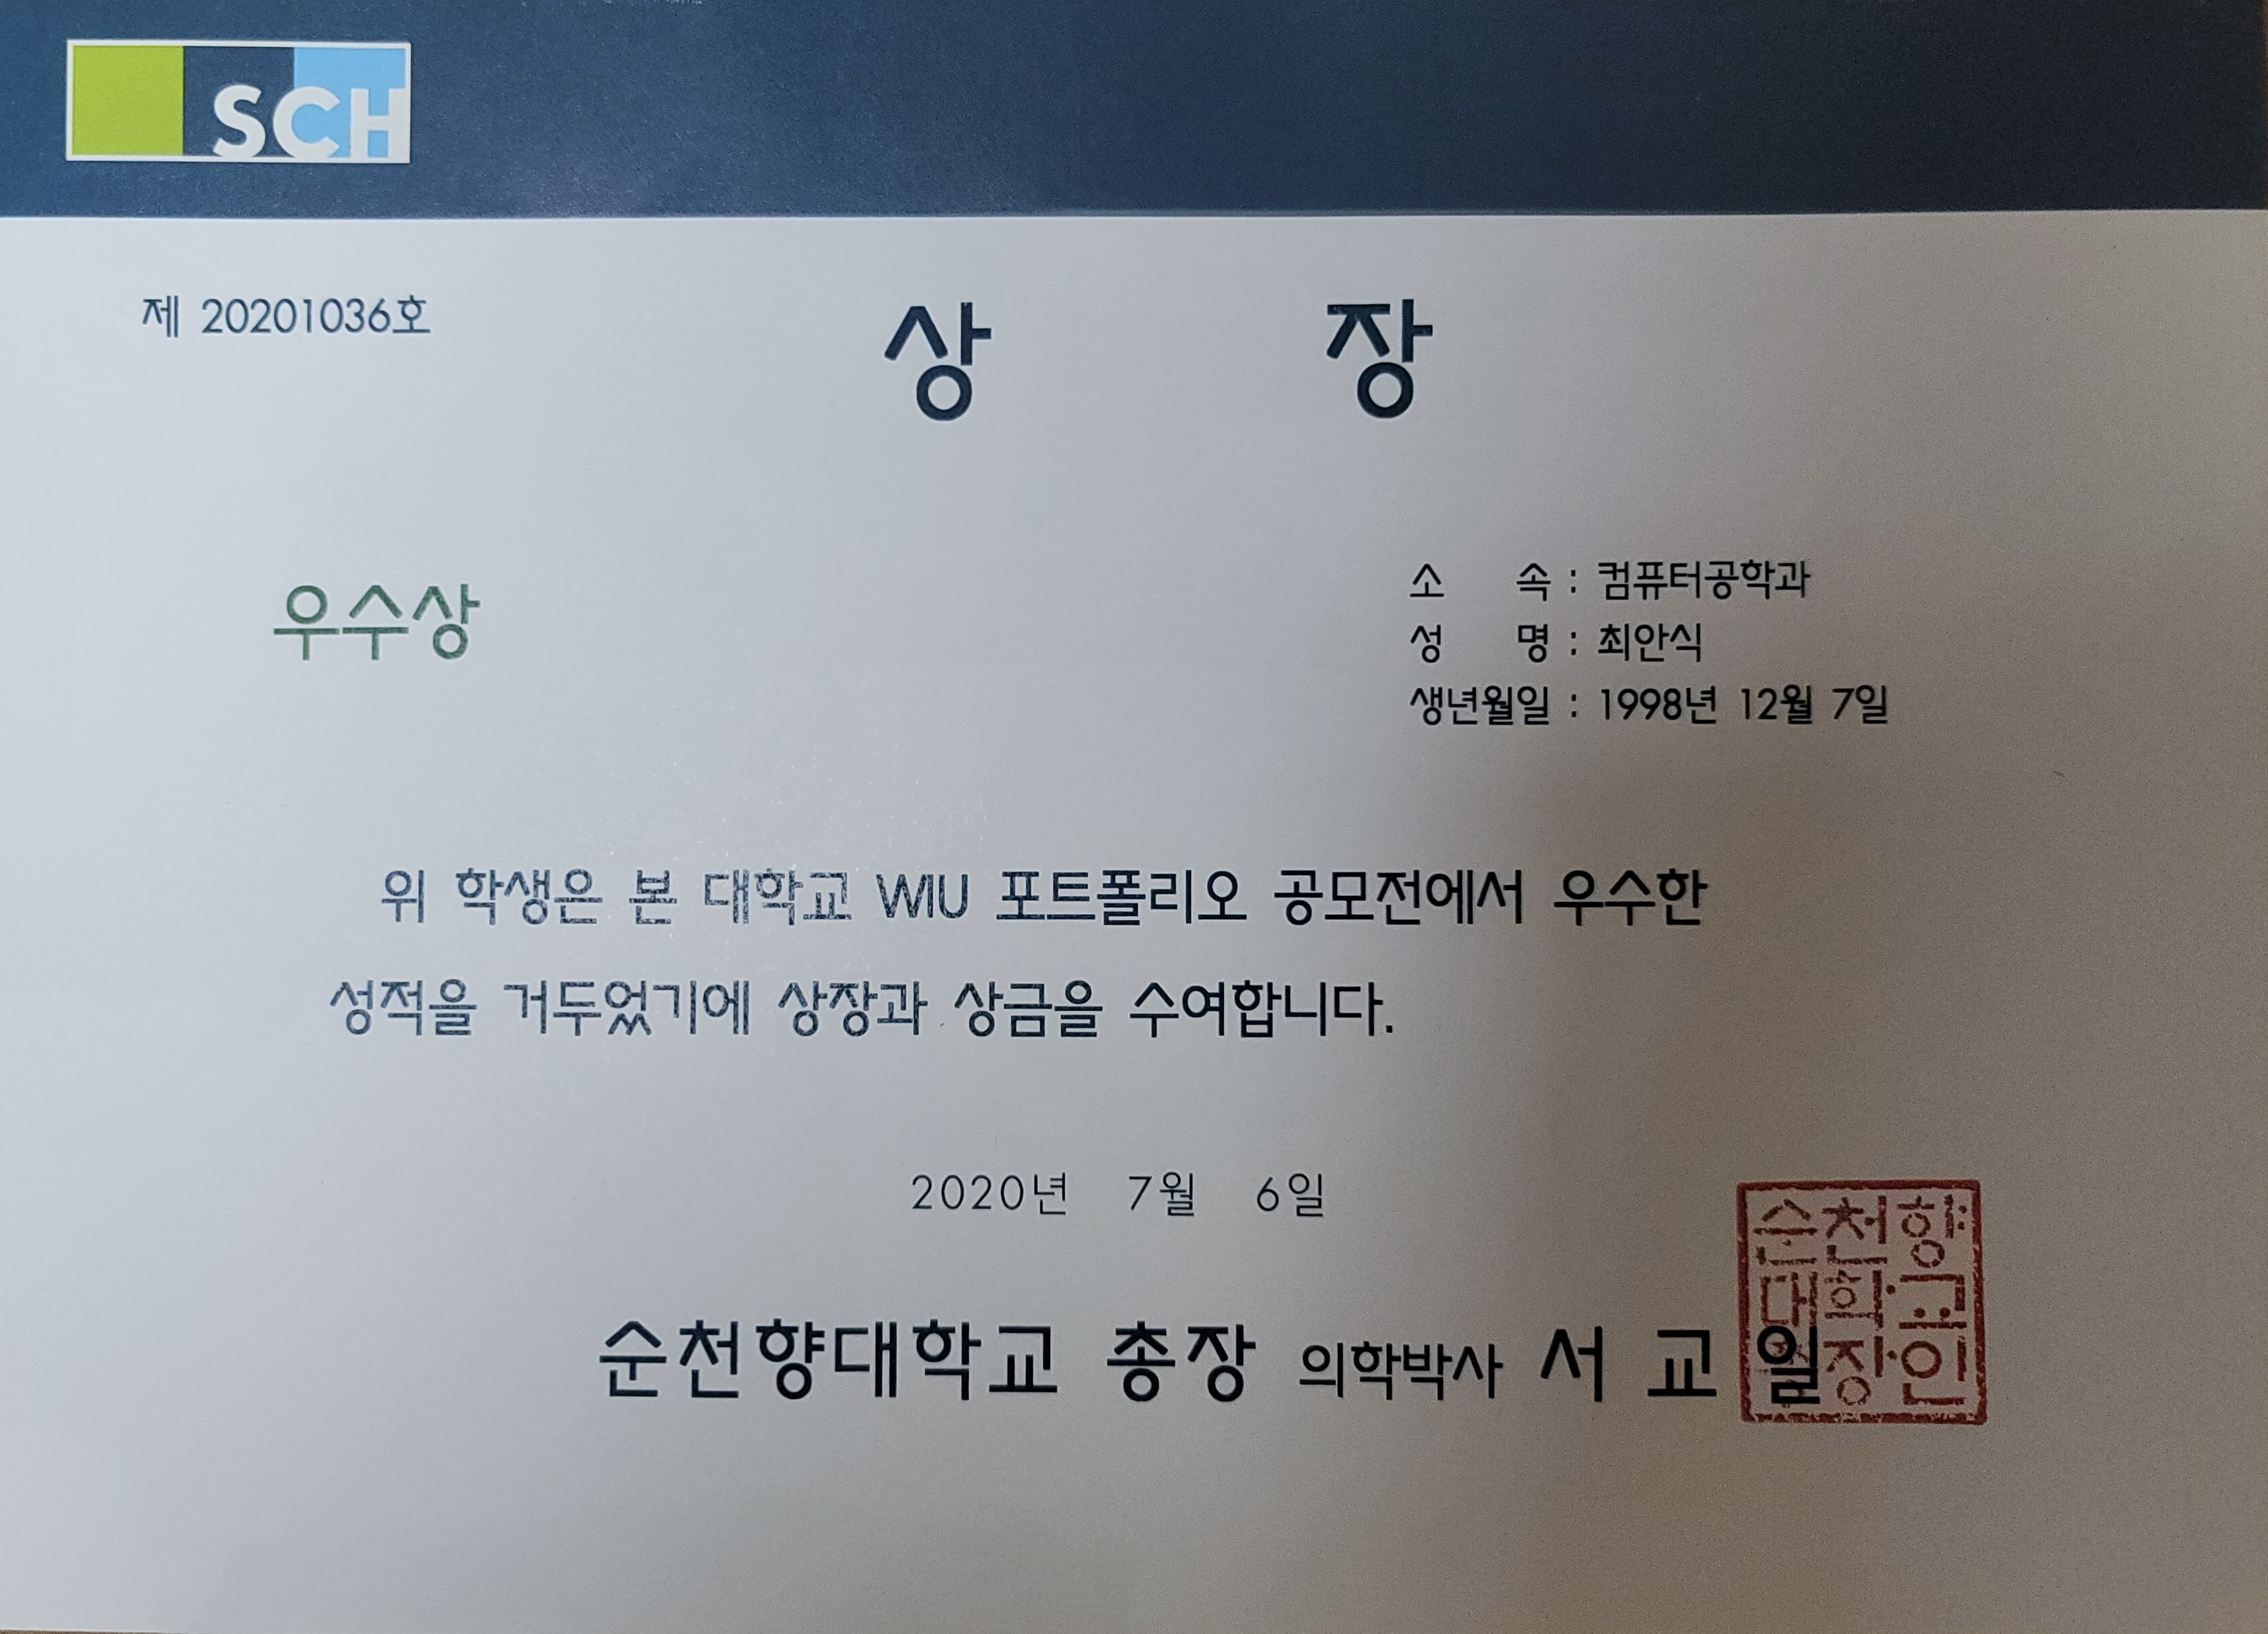 SCH
제 20201036호
상 장
우수상
소 속 : 컴퓨터공학과
성 명 : 최안식
생년월일 : 1998년 12월 7일
위 학생은 본 대학교 WIU 포트폴리오 공모전에서 우수한
성적을 거두었기에 상장과 상금을 수여합니다.
2020년 7월 6일
순천향대학교 총장 의학박사 서 교 일
순천향
대학교
총장인